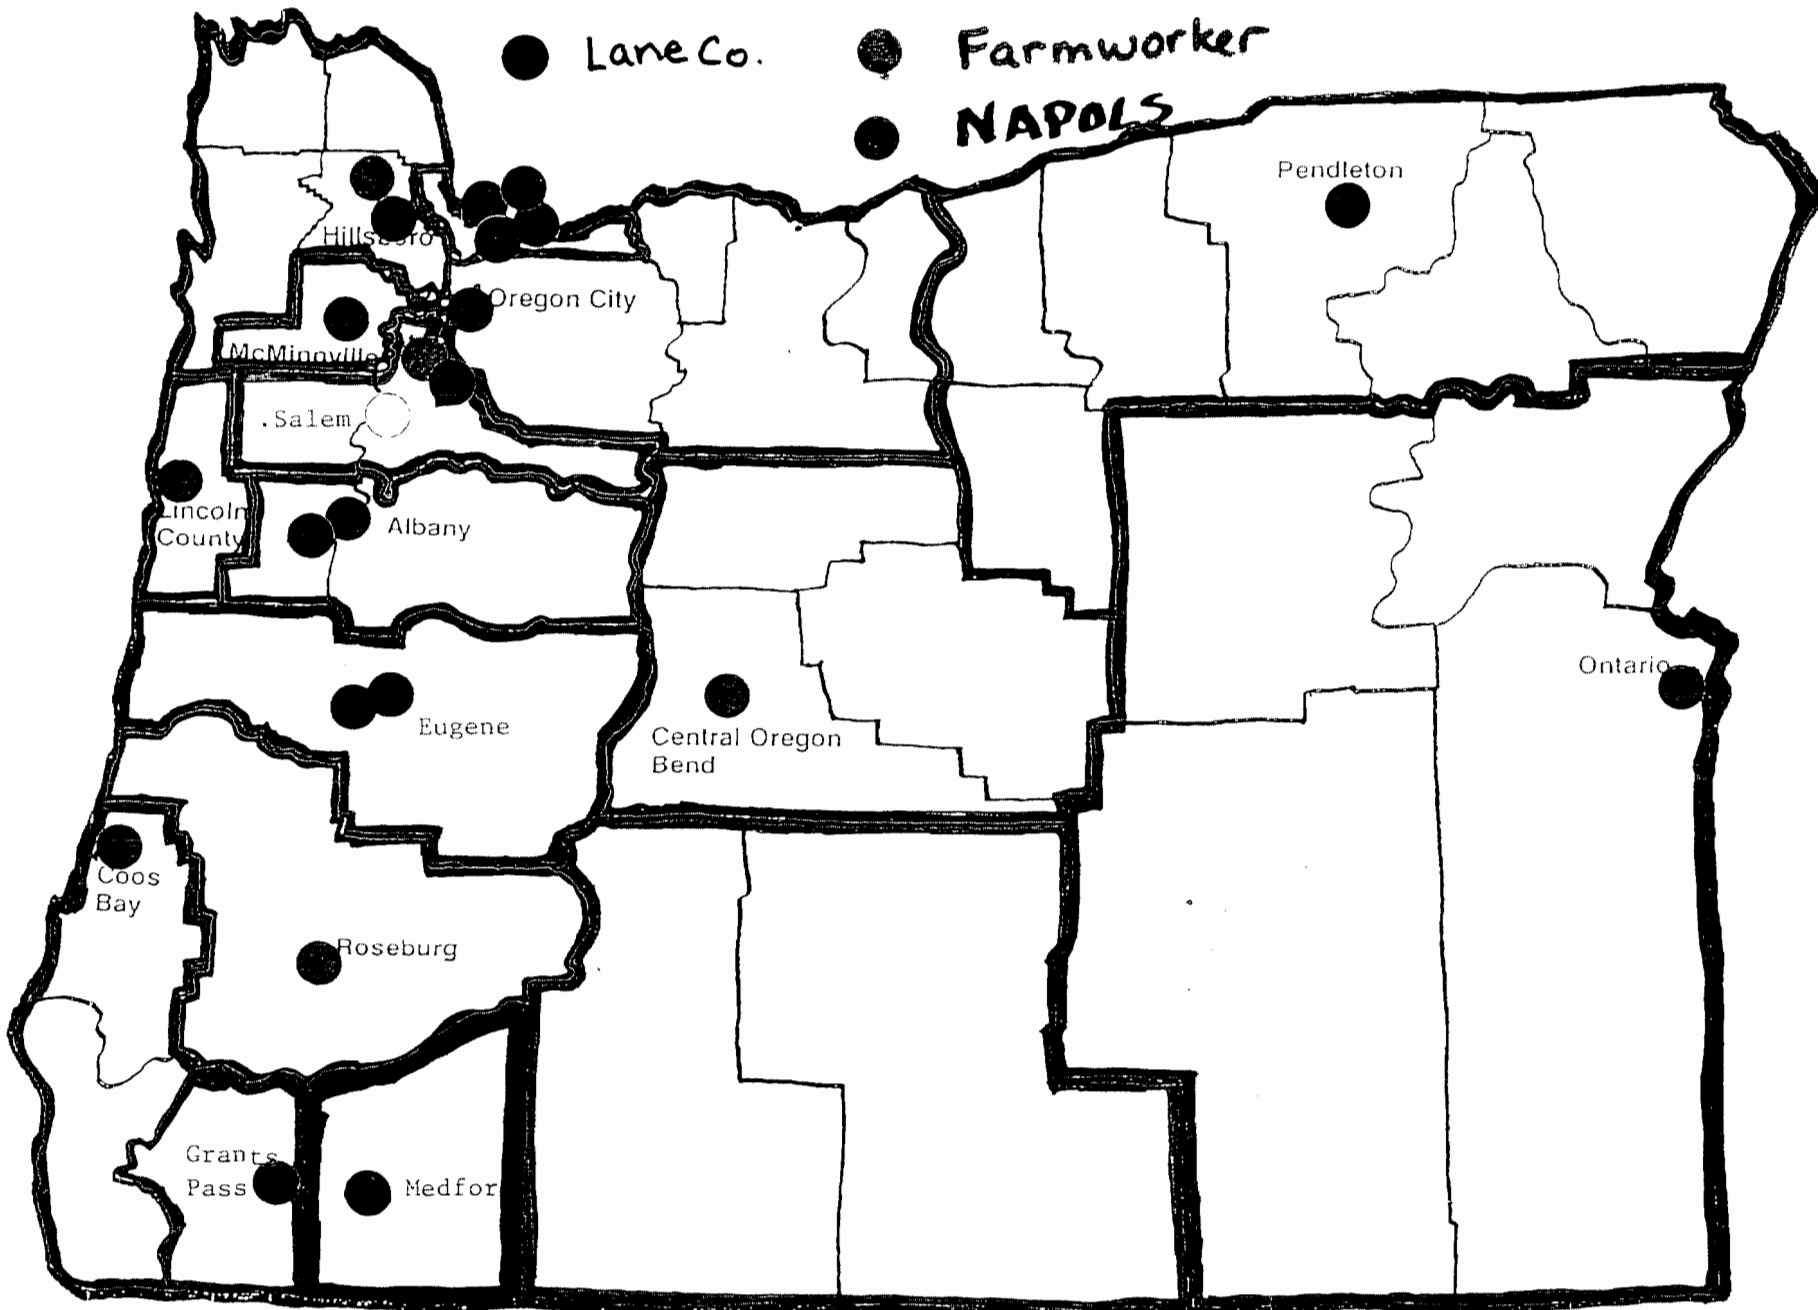 Lane Co.
Farmworker
NAPOLS
Pendleton
Hillsboro
Oregon City
McMinnville
.Salem
Lincoln
County
Albany
Ontario
Eugene
Central Oregon
Bend
Coos
Bay
Roseburg
Grants
Pass
Medfor